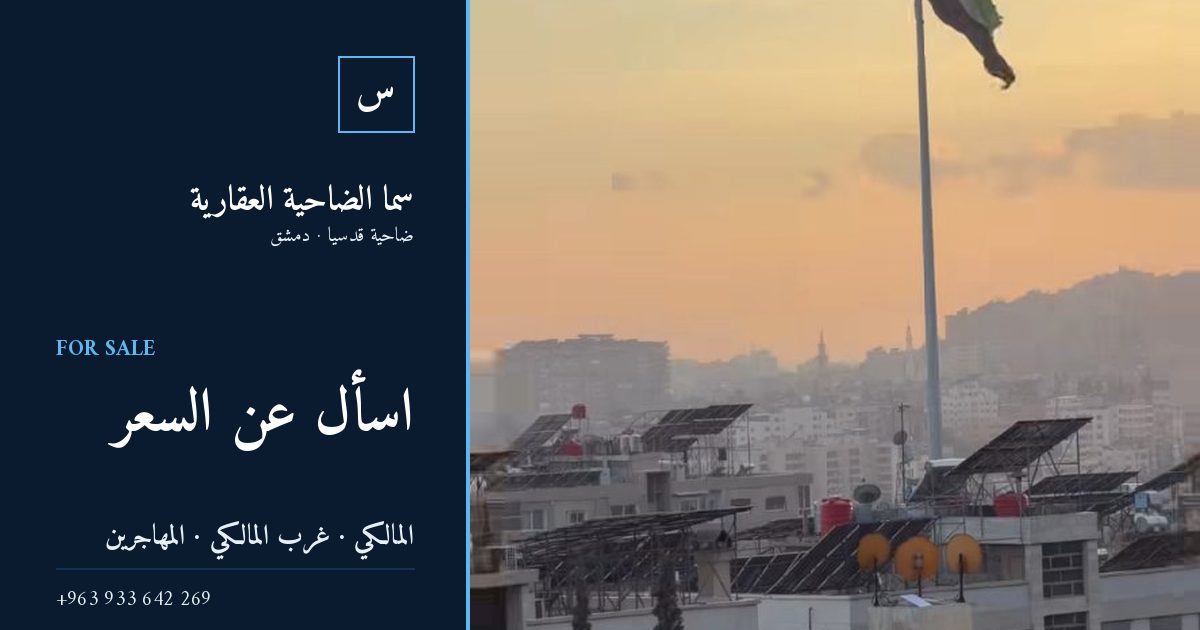 س
سما الضاحية العقارية
ضاحية قدسيا · دمشق
FOR SALE
اسأل عن السعر
المالكي · غرب المالكي · المهاجرين
+963 933 642 269